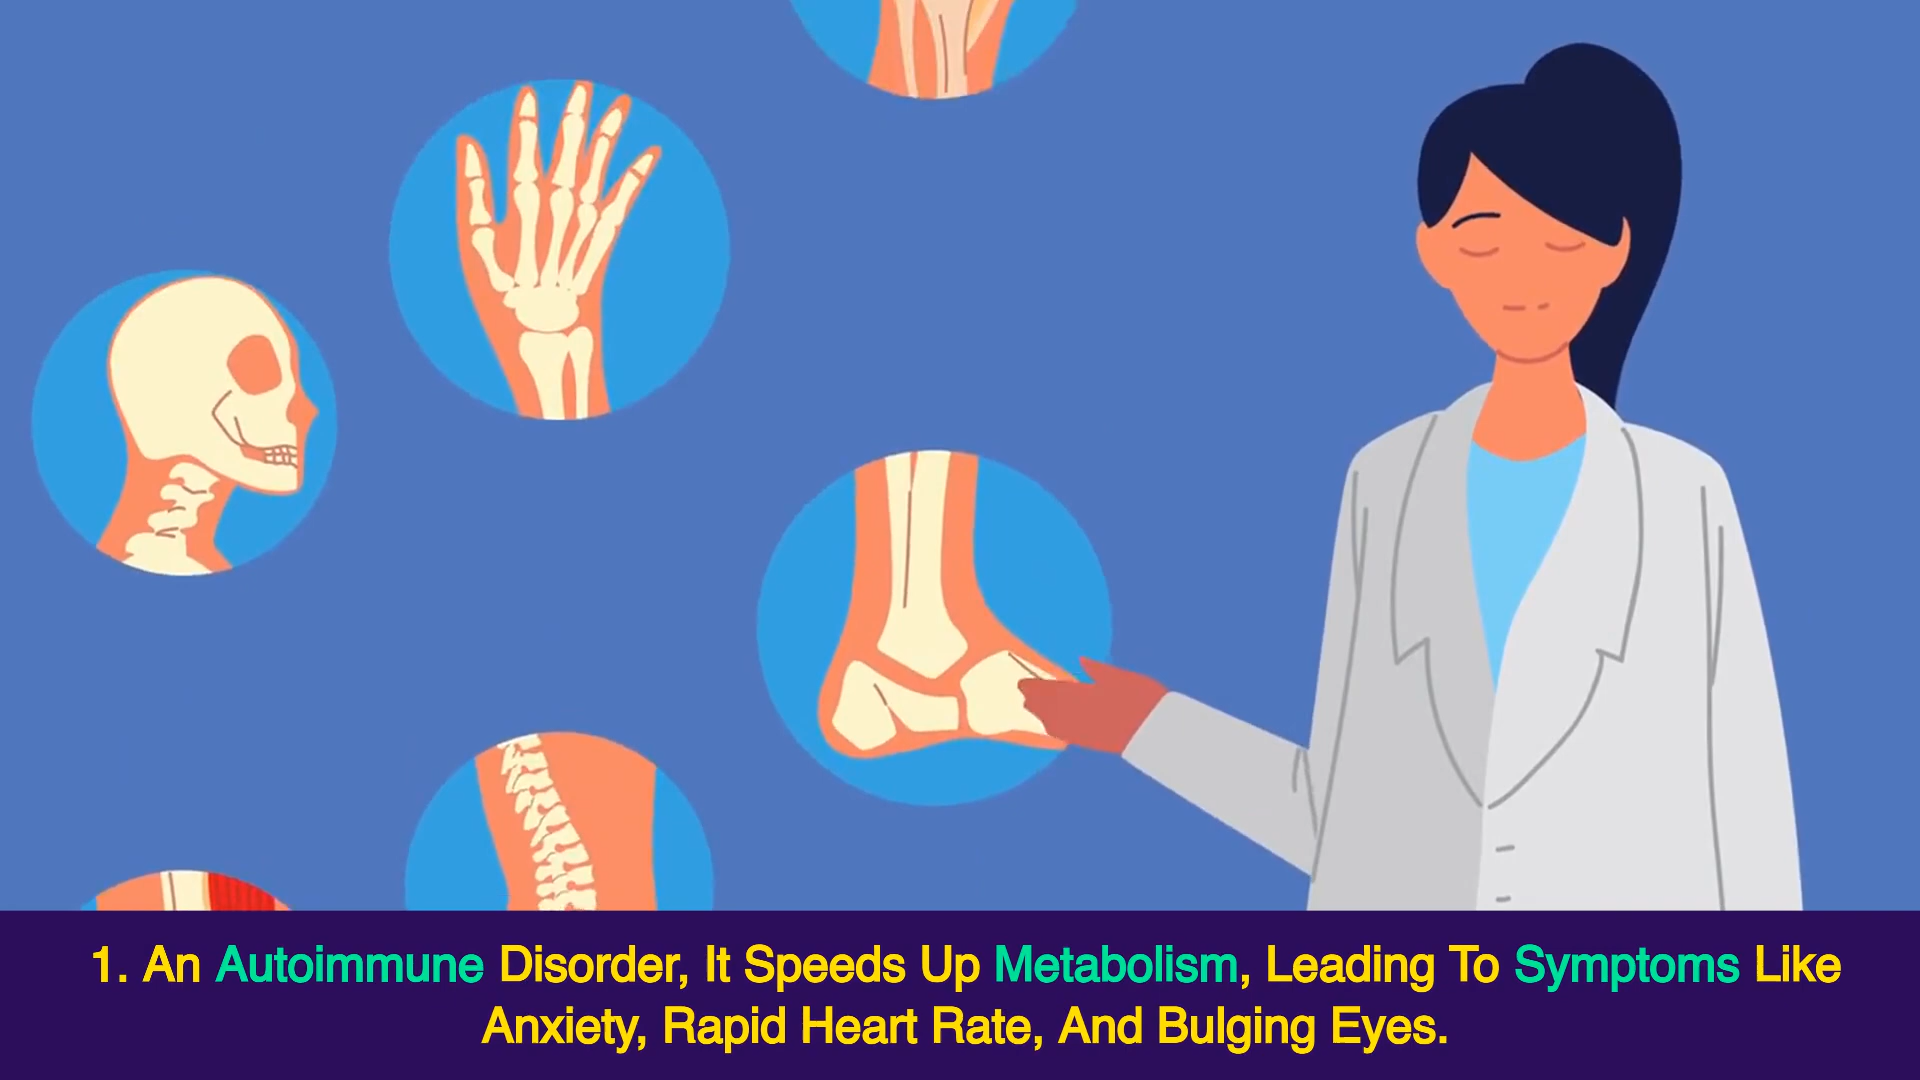 1. An Autoimmune Disorder, It Speeds Up Metabolism, Leading To Symptoms Like
Anxiety, Rapid Heart Rate, And Bulging Eyes.